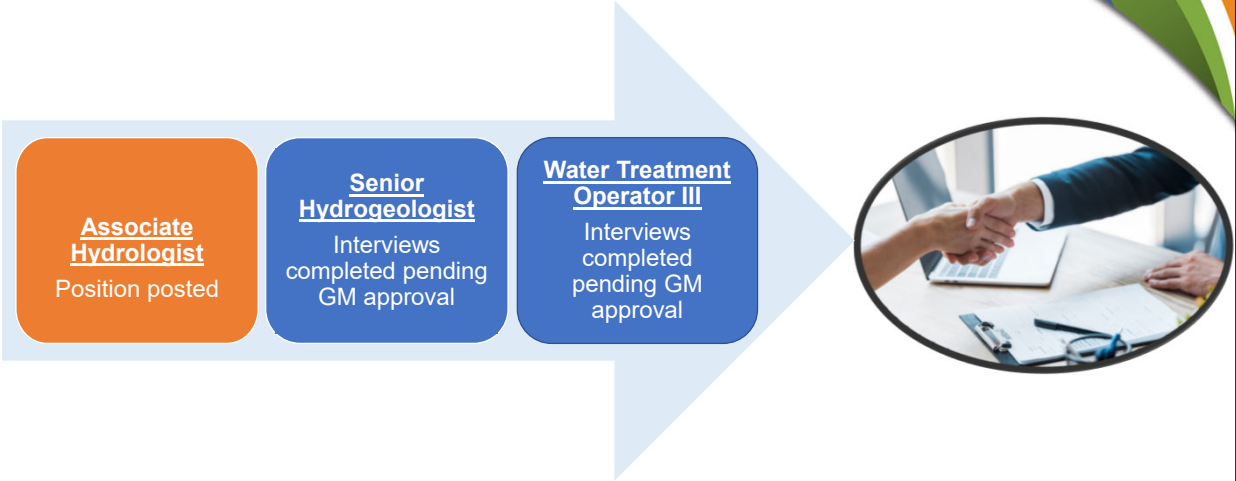 Associate
Hydrologist
Position posted
Senior
Hydrogeologist
Interviews
completed pending
GM approval
Water Treatment
Operator III
Interviews
completed
pending GM
approval